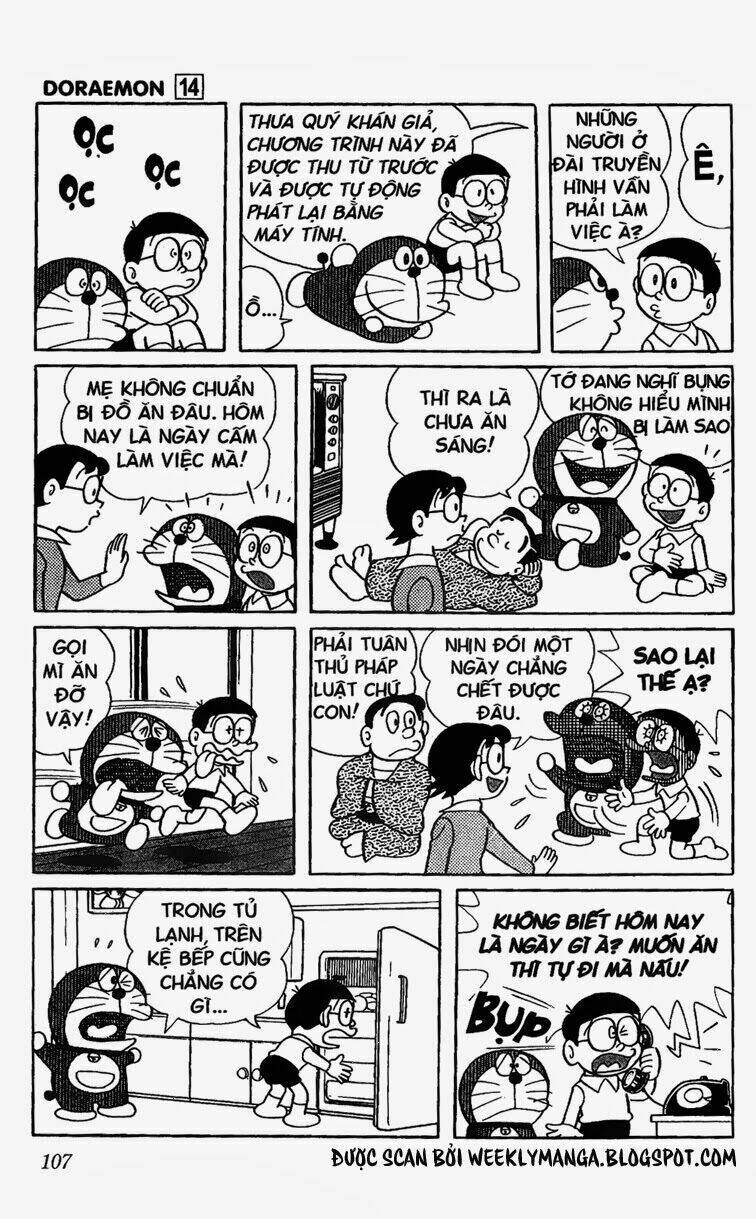 DORAEMON 14
Ê,
NHỮNG
NGƯỜI Ở
ĐÀI TRUYỀN
HÌNH VẪN
PHẢI LÀM
VIỆC À?
THƯA QUÝ KHÁN GIẢ,
CHƯƠNG TRÌNH NÀY ĐÃ
ĐƯỢC THU TỪ TRƯỚC
VÀ ĐƯỢC TỰ ĐỘNG
PHÁT LẠI BẰNG
MÁY TÍNH.
Ồ...
ỌC
ỌC
ỌC
TỚ ĐANG NGHĨ BỤNG
KHÔNG HIỂU MÌNH
BỊ LÀM SAO
THÌ RA LÀ
CHƯA ĂN
SÁNG!
MẸ KHÔNG CHUẨN
BỊ ĐỒ ĂN ĐÂU. HÔM
NAY LÀ NGÀY CẤM
LÀM VIỆC MÀ!
SAO LẠI
THẾ Ạ?
NHỊN ĐÓI MỘT
NGÀY CHẲNG
CHẾT ĐƯỢC
ĐÂU.
PHẢI TUÂN
THỦ PHÁP
LUẬT CHỨ
CON!
GỌI
MÌ ĂN
ĐỠ
VẬY!
KHÔNG BIẾT HÔM NAY
LÀ NGÀY GÌ À? MUỐN ĂN
THÌ TỰ ĐI MÀ NẤU!
BỤP
TRONG TỦ
LẠNH, TRÊN
KỆ BẾP CŨNG
CHẲNG CÓ
GÌ...
107
ĐƯỢC SCAN BỞI WEEKLYMANGA.BLOGSPOT.COM